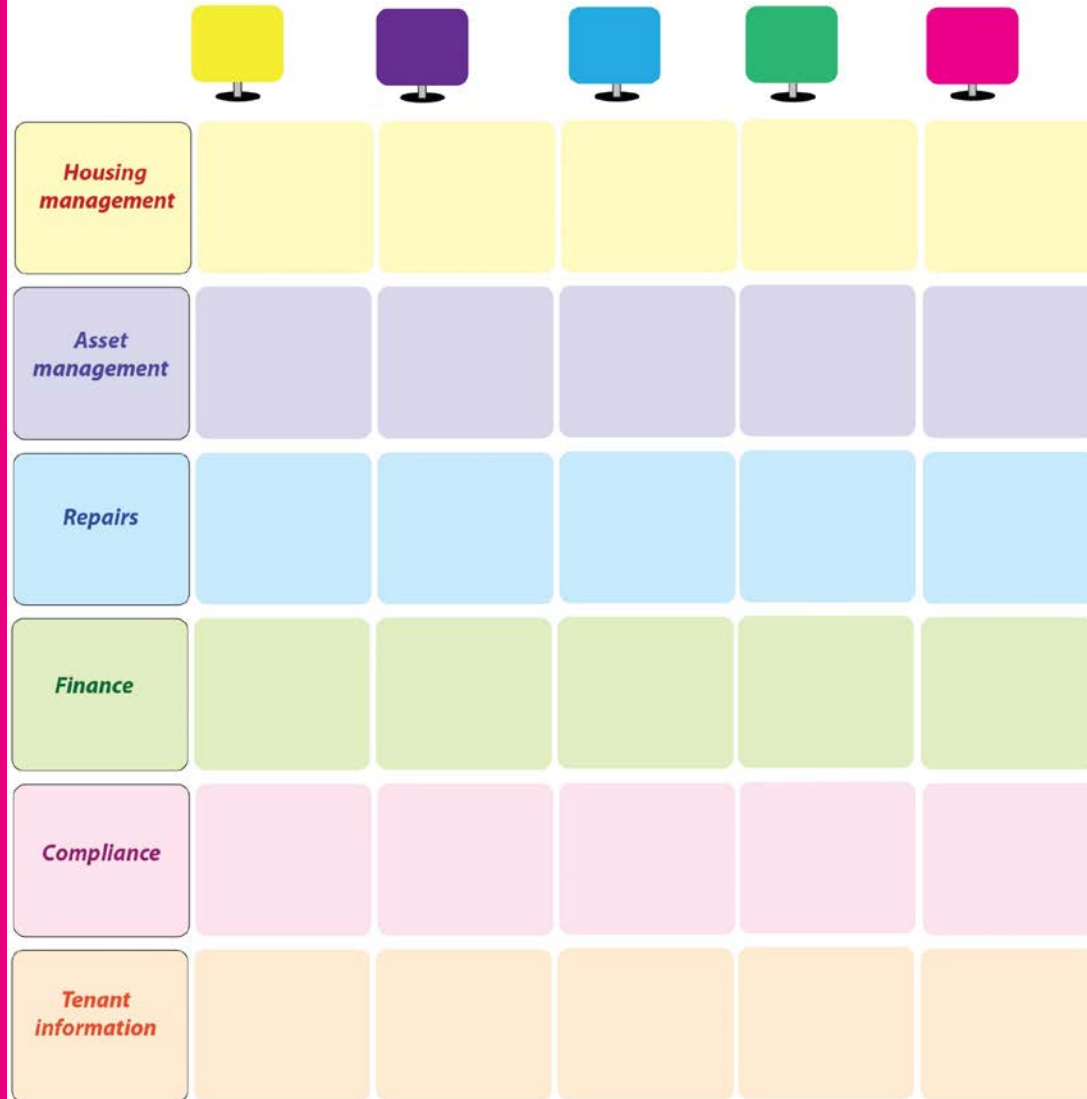 Housing
management
Asset
management
Repairs
Finance
Compliance
Tenant
information